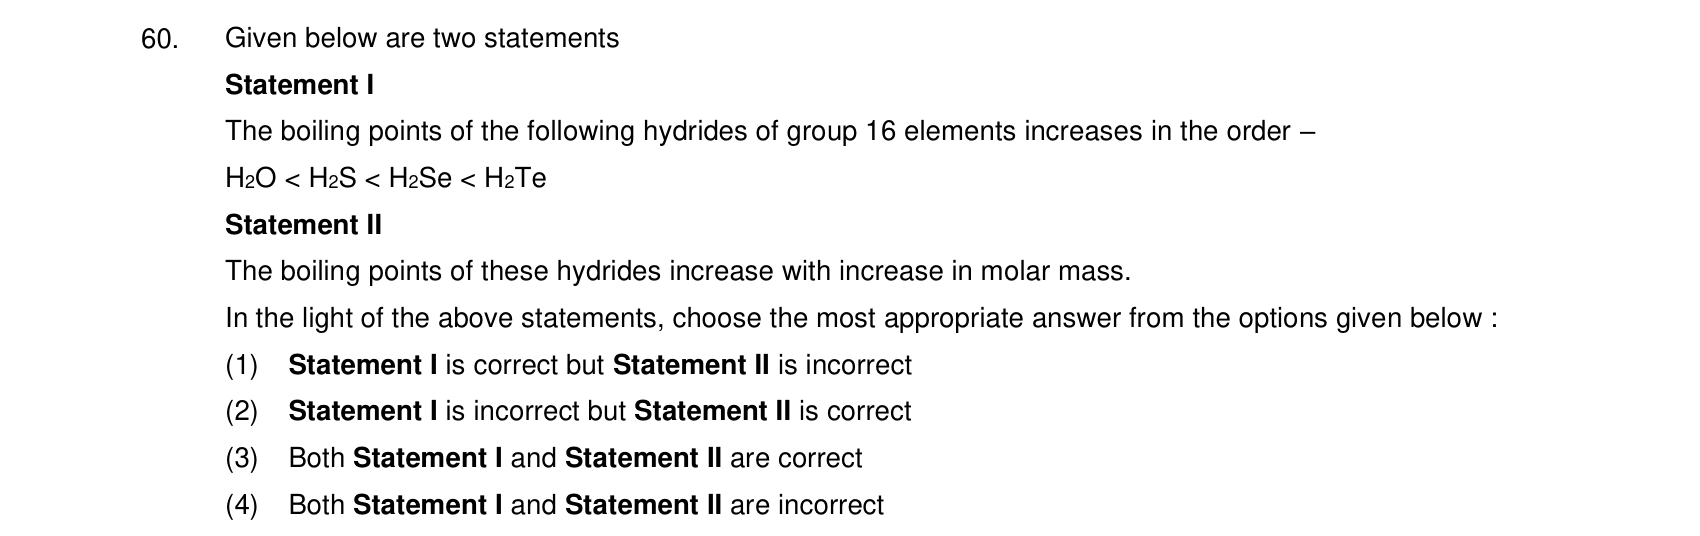 60. Given below are two statements
Statement I
The boiling points of the following hydrides of group 16 elements increases in the order –
H2O < H2S < H2Se < H2Te
Statement II
The boiling points of these hydrides increase with increase in molar mass.
In the light of the above statements, choose the most appropriate answer from the options given below :
(1) Statement I is correct but Statement II is incorrect
(2) Statement I is incorrect but Statement II is correct
(3) Both Statement I and Statement II are correct
(4) Both Statement I and Statement II are incorrect